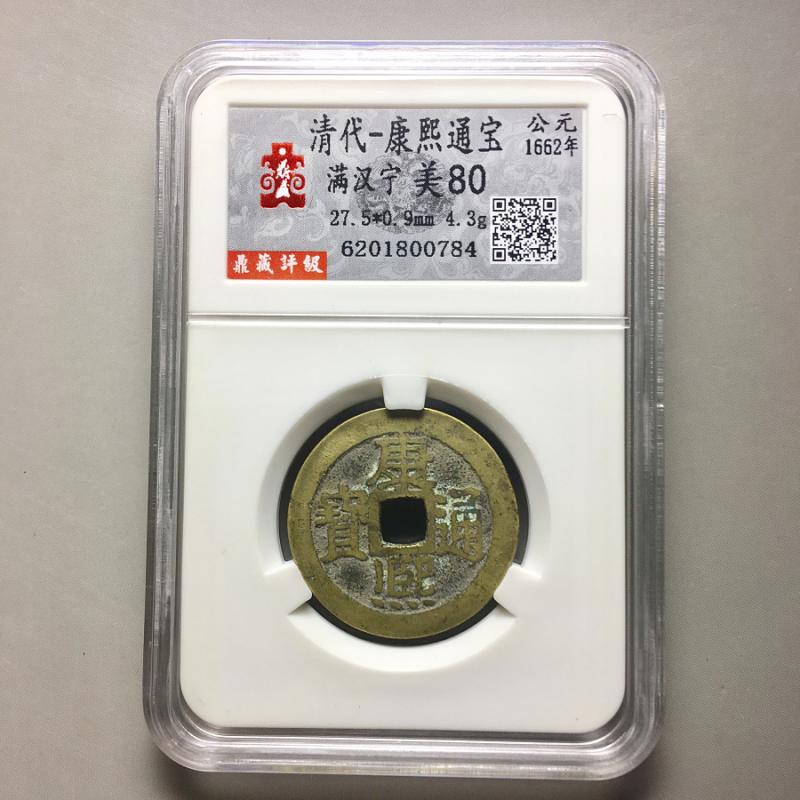 清代-康熙通宝
公元
1662年
满汉宁 美80
27.5*0.9mm 4.3g
6201800784
鼎藏評級
康熙通寶